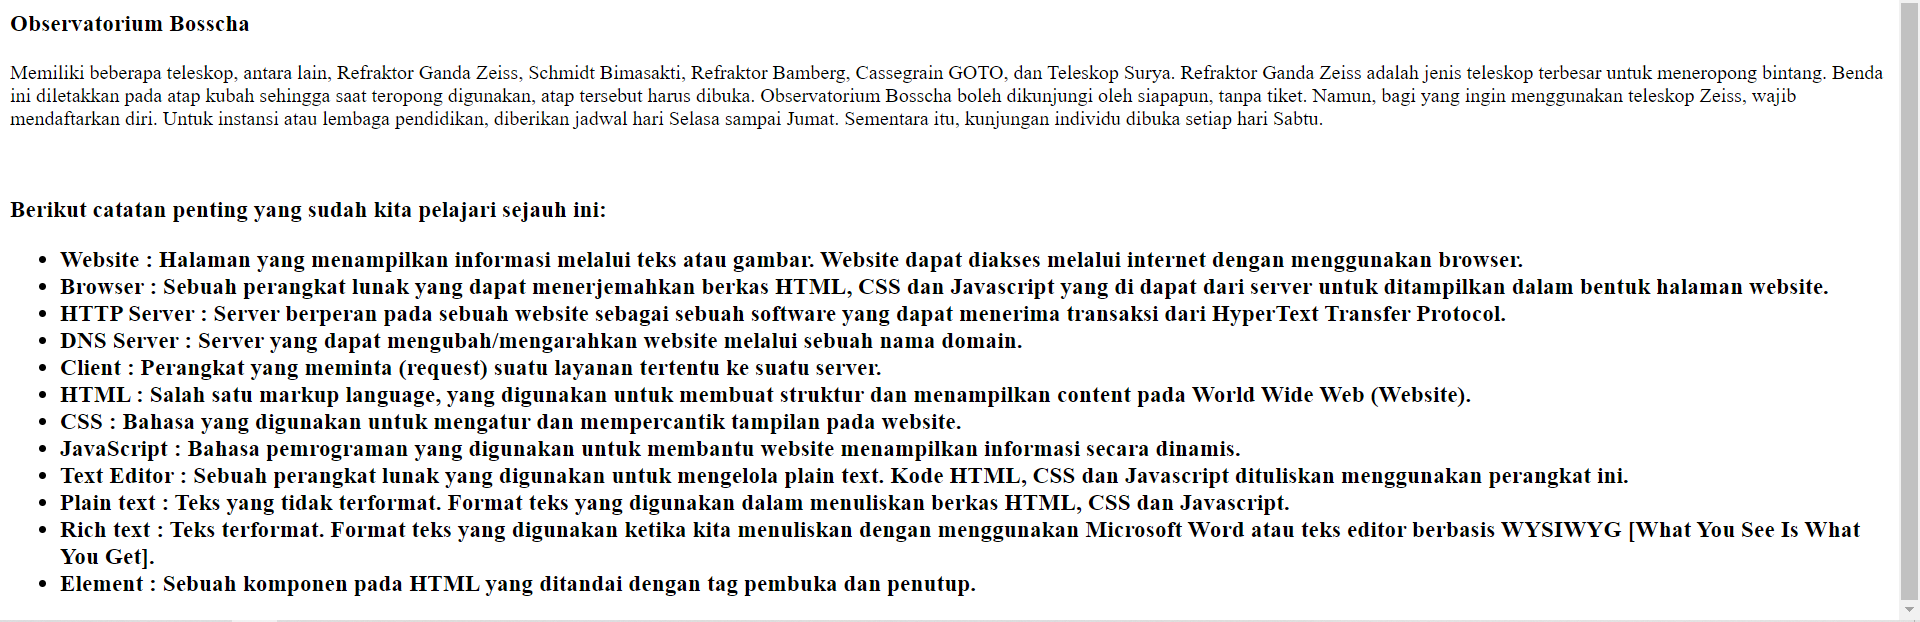 Observatorium Bosscha
Memiliki beberapa teleskop, antara lain, Refraktor Ganda Zeiss, Schmidt Bimasakti, Refraktor Bamberg, Cassegrain GOTO, dan Teleskop Surya. Refraktor Ganda Zeiss adalah jenis teleskop terbesar untuk meneropong bintang. Benda
ini diletakkan pada atap kubah sehingga saat teropong digunakan, atap tersebut harus dibuka. Observatorium Bosscha boleh dikunjungi oleh siapapun, tanpa tiket. Namun, bagi yang ingin menggunakan teleskop Zeiss, wajib
mendaftarkan diri. Untuk instansi atau lembaga pendidikan, diberikan jadwal hari Selasa sampai Jumat. Sementara itu, kunjungan individu dibuka setiap hari Sabtu.
Berikut catatan penting yang sudah kita pelajari sejauh ini:
• Website : Halaman yang menampilkan informasi melalui teks atau gambar. Website dapat diakses melalui internet dengan menggunakan browser.
• Browser : Sebuah perangkat lunak yang dapat menerjemahkan berkas HTML, CSS dan Javascript yang di dapat dari server untuk ditampilkan dalam bentuk halaman website.
• HTTP Server : Server berperan pada sebuah website sebagai sebuah software yang dapat menerima transaksi dari HyperText Transfer Protocol.
• DNS Server : Server yang dapat mengubah/mengarahkan website melalui sebuah nama domain.
• Client : Perangkat yang meminta (request) suatu layanan tertentu ke suatu server.
• HTML : Salah satu markup language, yang digunakan untuk membuat struktur dan menampilkan content pada World Wide Web (Website).
• CSS : Bahasa yang digunakan untuk mengatur dan mempercantik tampilan pada website.
• JavaScript : Bahasa pemrograman yang digunakan untuk membantu website menampilkan informasi secara dinamis.
• Text Editor : Sebuah perangkat lunak yang digunakan untuk mengelola plain text. Kode HTML, CSS dan Javascript dituliskan menggunakan perangkat ini.
• Plain text : Teks yang tidak terformat. Format teks yang digunakan dalam menuliskan berkas HTML, CSS dan Javascript.
• Rich text : Teks terformat. Format teks yang digunakan ketika kita menuliskan dengan menggunakan Microsoft Word atau teks editor berbasis WYSIWYG [What You See Is What
You Get].
• Element : Sebuah komponen pada HTML yang ditandai dengan tag pembuka dan penutup.